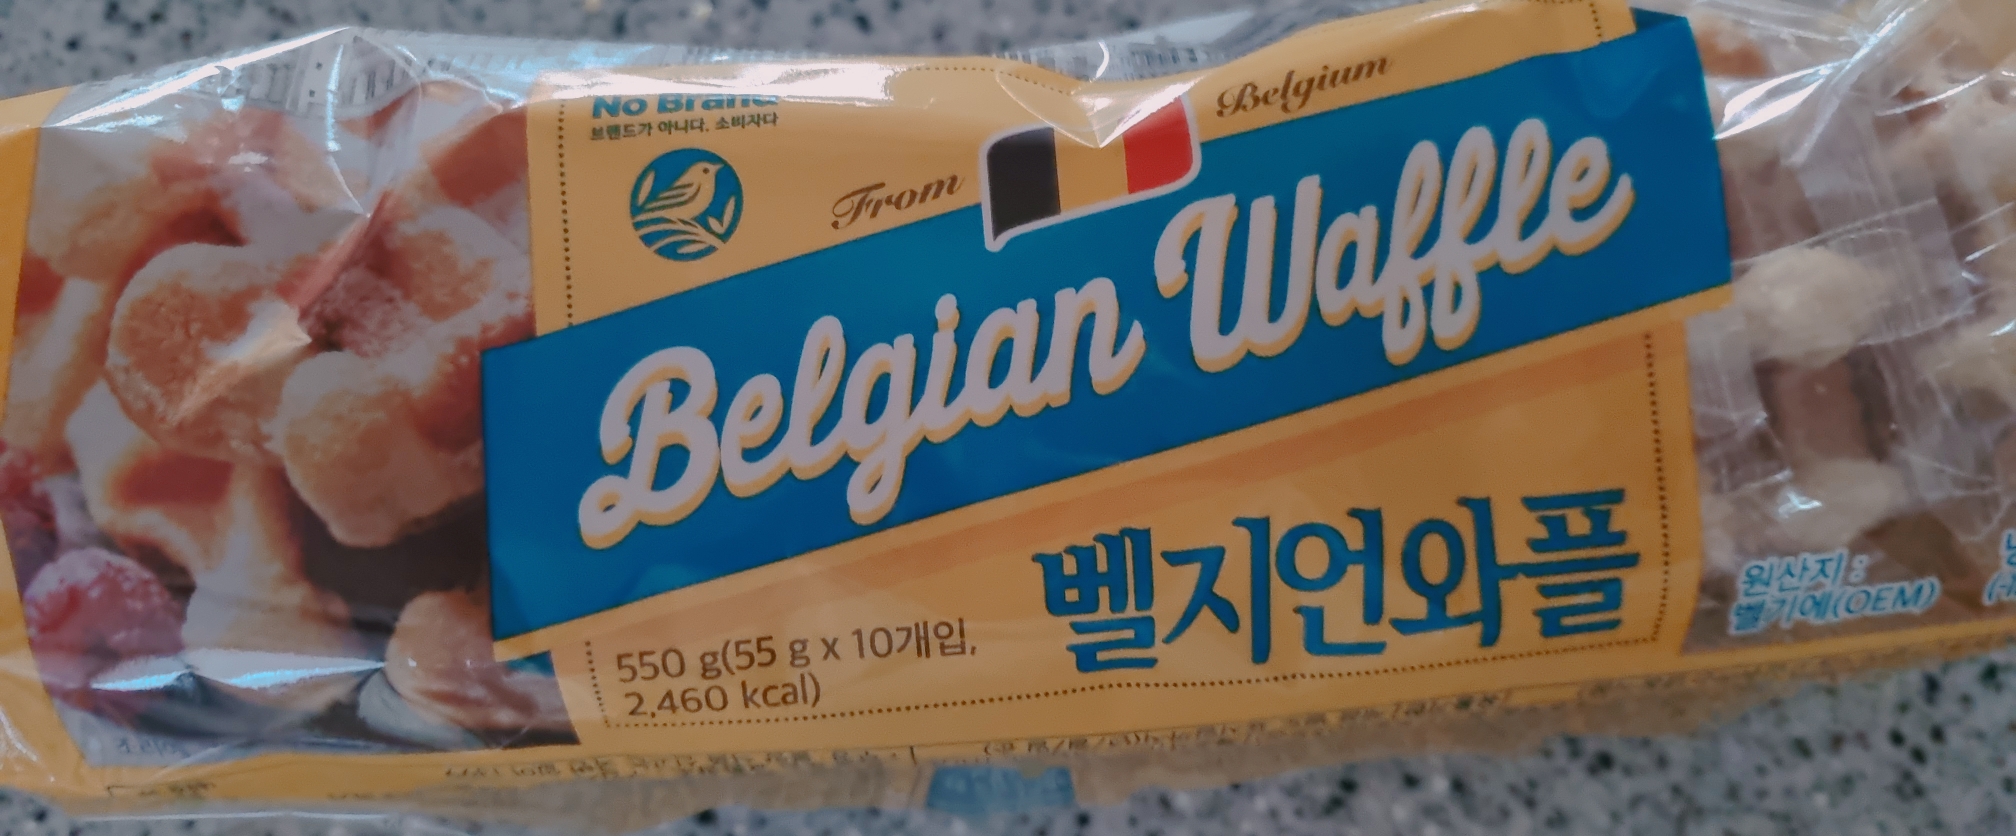 No Brand
브랜드가 아니다. 소비자다
From Belgium
Belgian Waffle
벨지언와플
550 g(55 g x 10개입,
2,460 kcal)
원산지 :
벨기에(OEM)